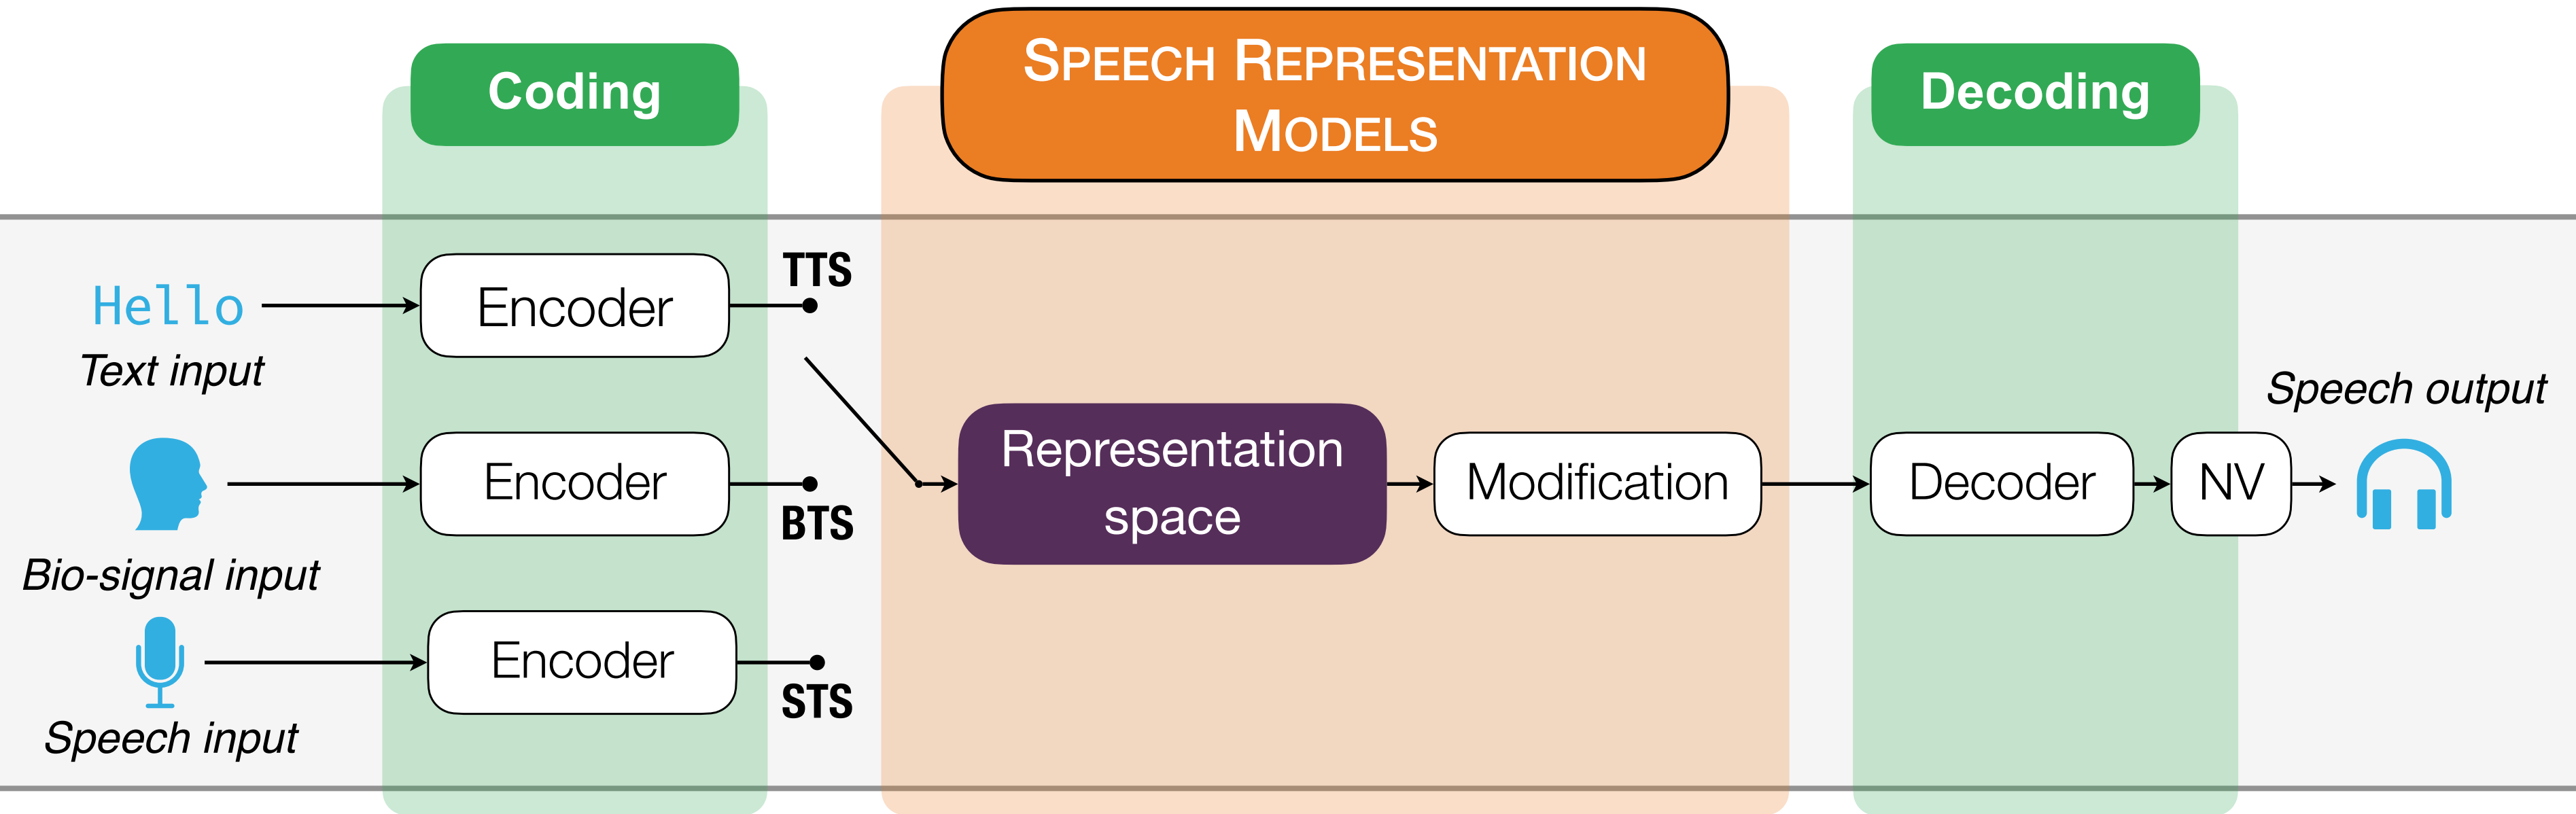 Coding
SPEECH REPRESENTATION
MODELS
Decoding
Hello
Text input
Encoder
TTS
Bio-signal input
Encoder
BTS
Speech input
Encoder
STS
Representation
space
Modification
Decoder
NV
Speech output